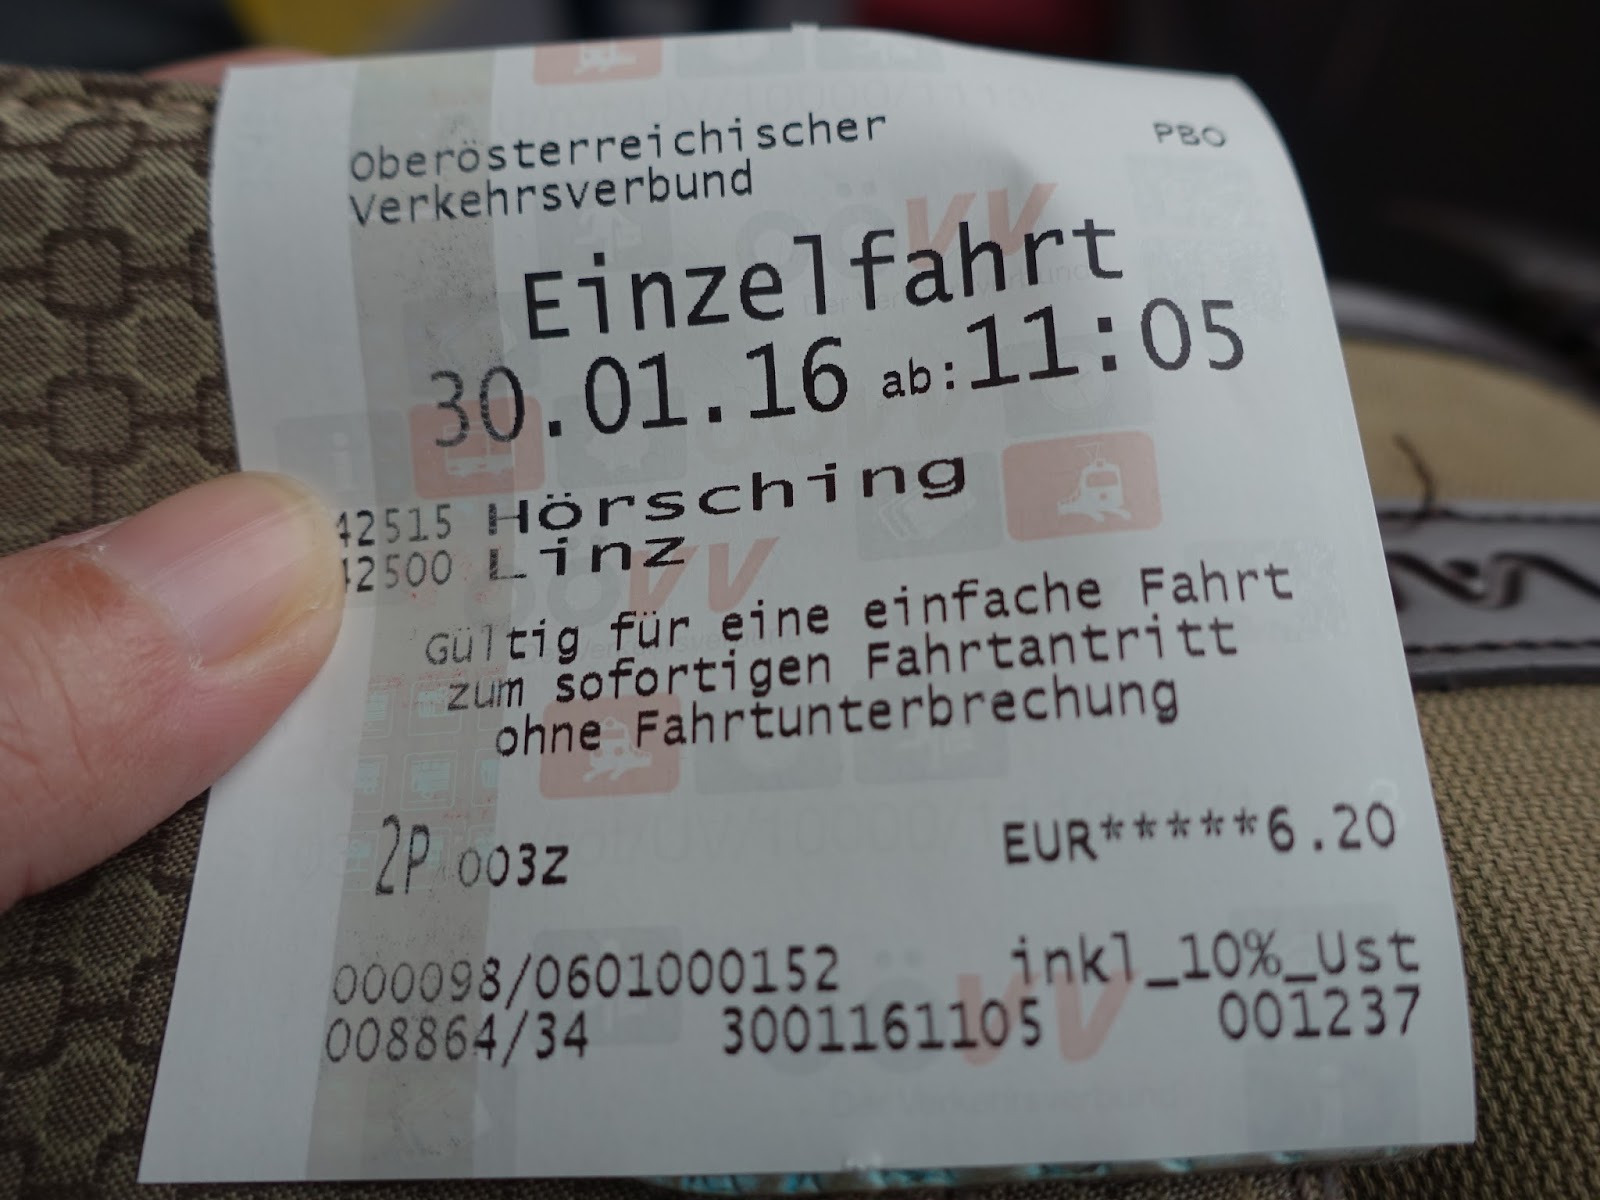 Oberösterreichischer PBO
Verkehrsverbund
Einzelfahrt
30.01.16 ab:11:05
42515 Hörsching
42500 Linz
Gültig für eine einfache Fahrt
zum sofortigen Fahrtantritt
ohne Fahrtunterbrechung
2P 003Z EUR*****6.20
000098/0601000152 inkl_10%_Ust
008864/34 3001161105 001237